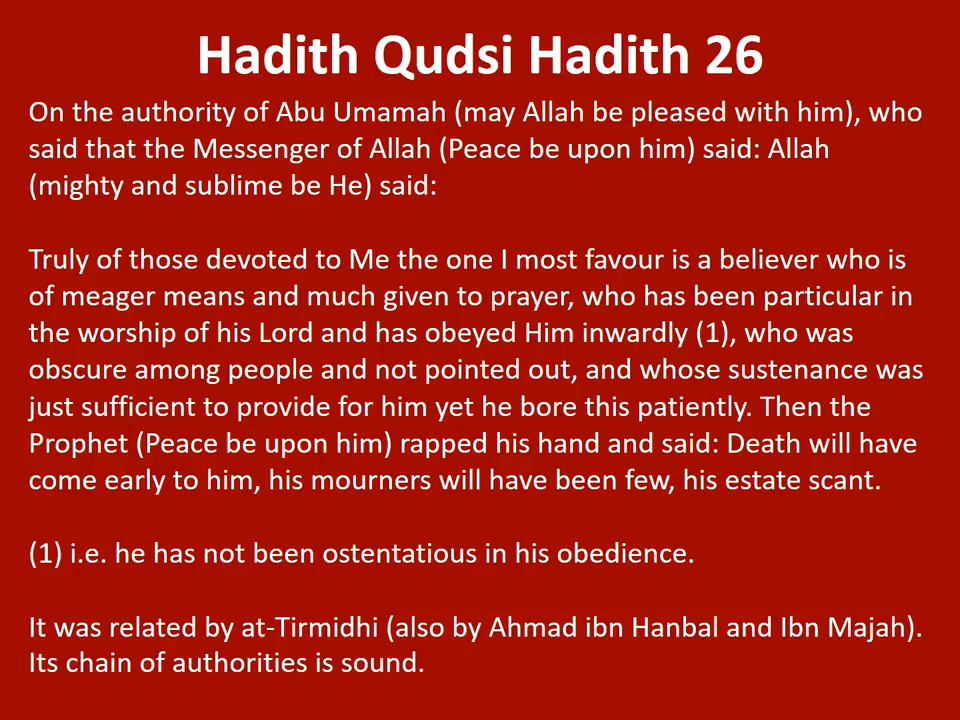 Hadith Qudsi Hadith 26
On the authority of Abu Umamah (may Allah be pleased with him), who
said that the Messenger of Allah (Peace be upon him) said: Allah
(mighty and sublime be He) said:
Truly of those devoted to Me the one I most favour is a believer who is
of meager means and much given to prayer, who has been particular in
the worship of his Lord and has obeyed Him inwardly (1), who was
obscure among people and not pointed out, and whose sustenance was
just sufficient to provide for him yet he bore this patiently. Then the
Prophet (Peace be upon him) rapped his hand and said: Death will have
come early to him, his mourners will have been few, his estate scant.
(1) i.e. he has not been ostentatious in his obedience.
It was related by at-Tirmidhi (also by Ahmad ibn Hanbal and Ibn Majah).
Its chain of authorities is sound.